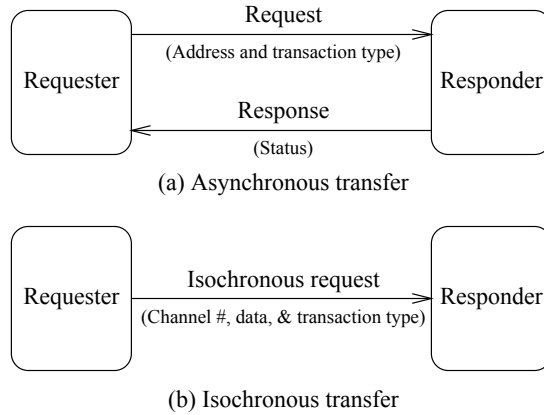 Request
(Address and transaction type)
Requester
Responder
Response
(Status)
(a) Asynchronous transfer
Requester
Isochronous request
Responder
(Channel #, data, & transaction type)
(b) Isochronous transfer